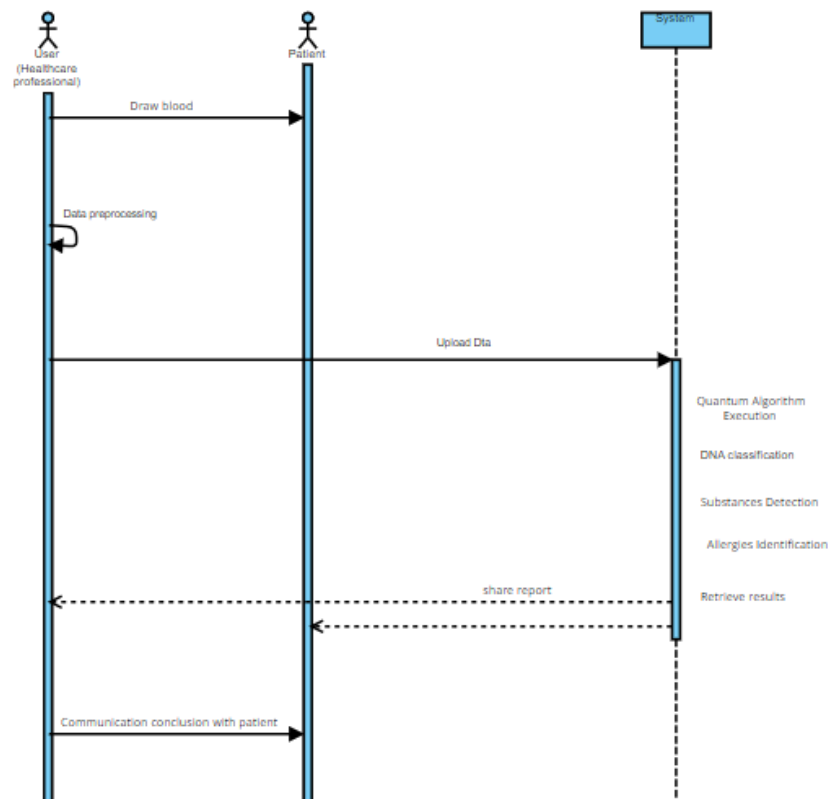 User
(Healthcare
professional)
Patient
System
Draw blood
Data preprocessing
Upload Dta
Quantum Algorithm
Execution
DNA classification
Substances Detection
Allergies Identification
share report
Retrieve results
Communication conclusion with patient